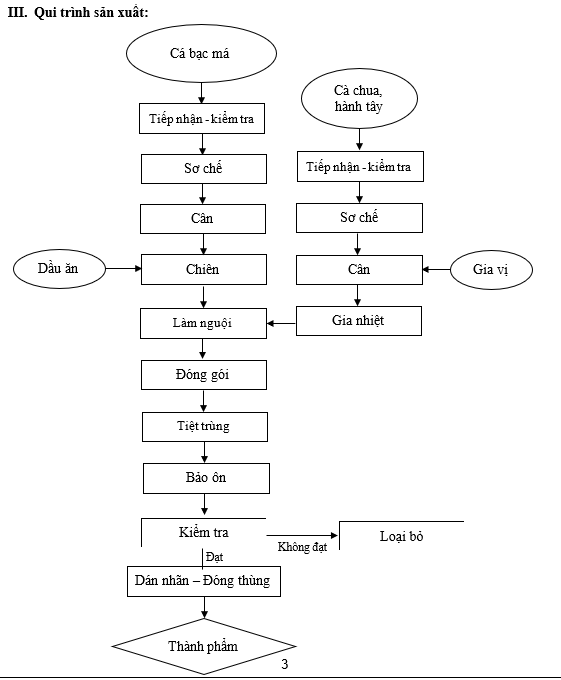 III. Qui trình sãn xuất:
Cá bạc má
Cà chua,
hành tây
Tiếp nhận - kiểm tra
Tiếp nhận - kiểm tra
Sơ chế
Sơ chế
Cân
Dầu ăn
Chiên
Cân
Gia vị
Làm nguội
Gia nhiệt
Đóng gói
Tiệt trùng
Bảo ôn
Kiểm tra
Không đạt
Loại bỏ
Đạt
Dán nhãn – Đóng thùng
Thành phẩm
3